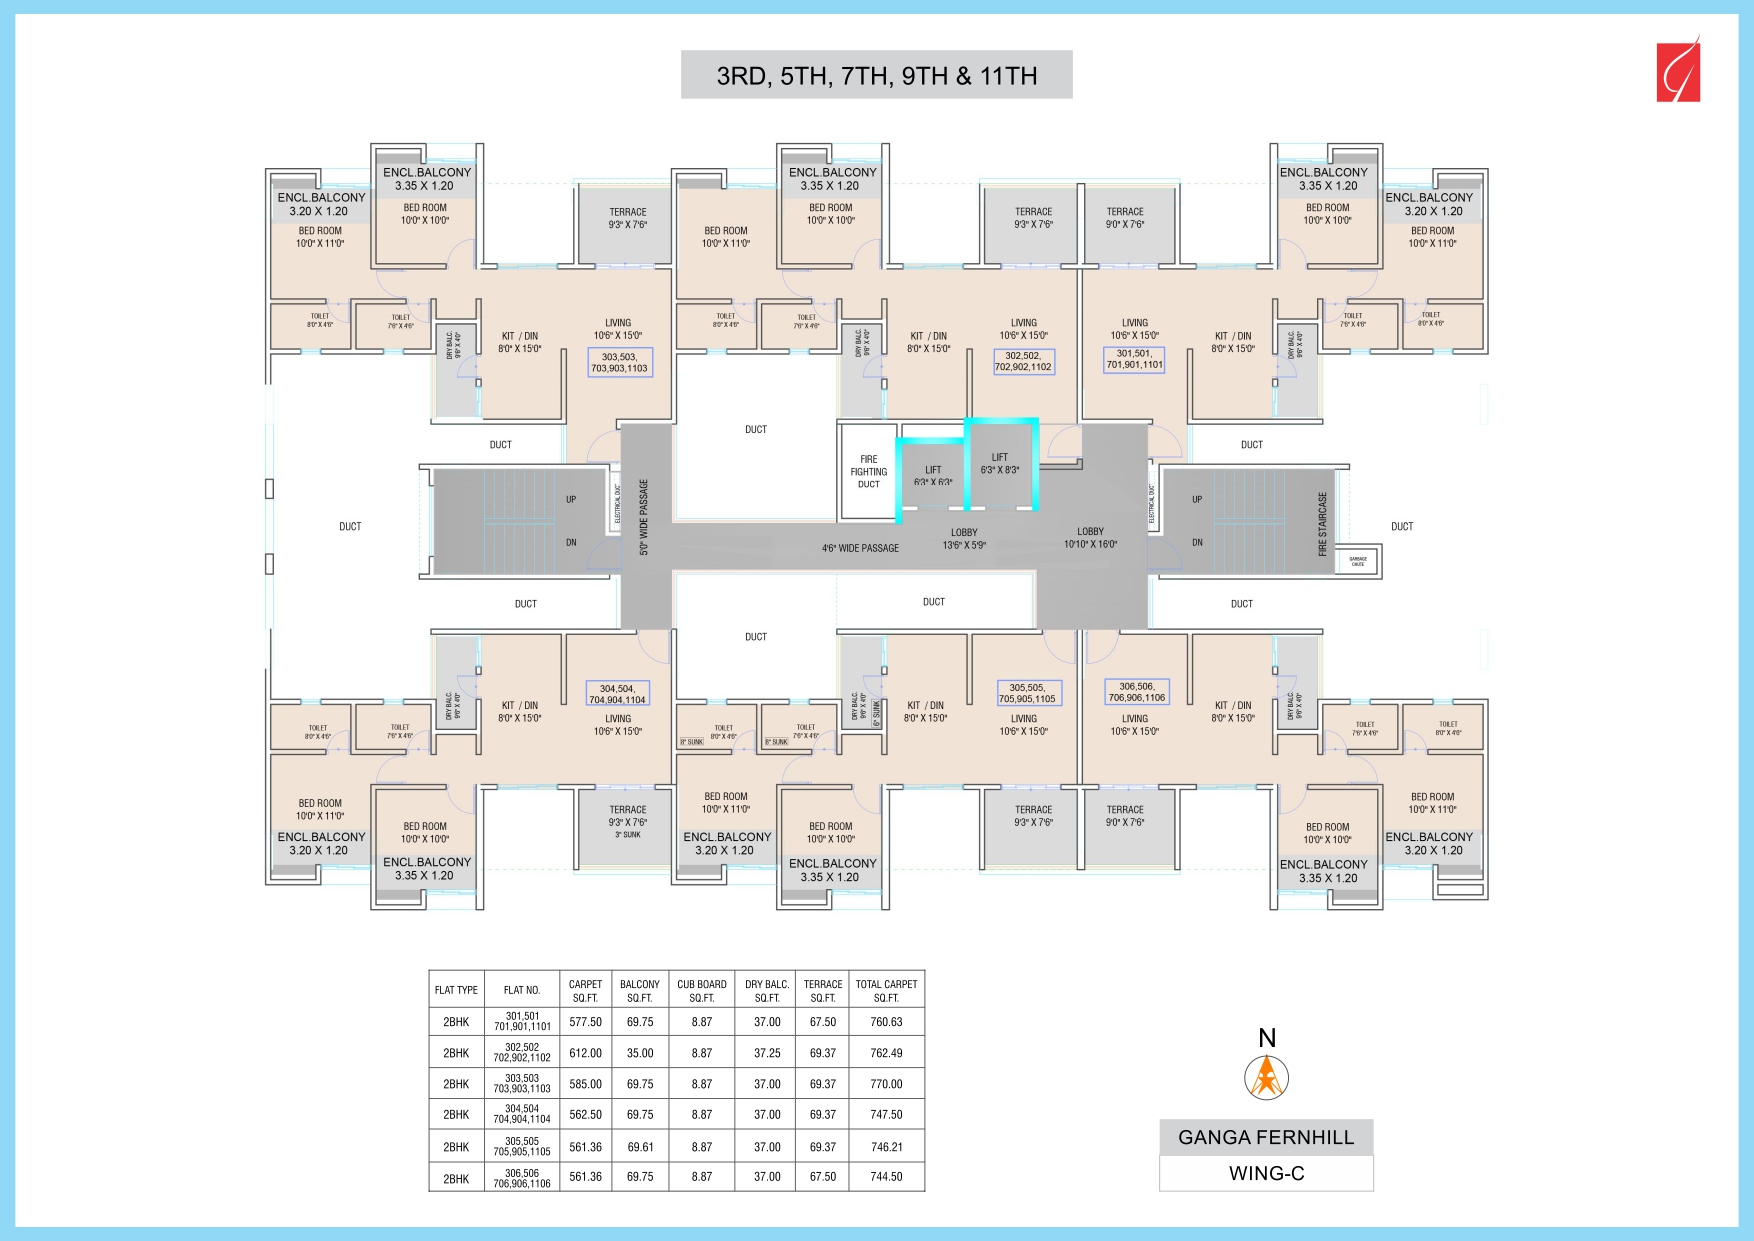 3RD, 5TH, 7TH, 9TH & 11TH
ENCL.BALCONY
3.20 X 1.20
BED ROOM
10'0" X 11'0"
ENCL.BALCONY
3.35 X 1.20
BED ROOM
10'0" X 10'0"
TERRACE
9'3" X 7'6"
TOILET
8'0" X 4'6"
TOILET
7'6" X 4'6"
DRY BALC.
9'6" X 4'0"
KIT / DIN
8'0" X 15'0"
LIVING
10'6" X 15'0"
303,503,
703,903,1103
BED ROOM
10'0" X 11'0"
ENCL.BALCONY
3.35 X 1.20
BED ROOM
10'0" X 10'0"
TERRACE
9'3" X 7'6"
TOILET
8'0" X 4'6"
TOILET
7'6" X 4'6"
DRY BALC.
9'6" X 4'0"
KIT / DIN
8'0" X 15'0"
LIVING
10'6" X 15'0"
302,502,
702,902,1102
TERRACE
9'0" X 7'6"
LIVING
10'6" X 15'0"
301,501,
701,901,1101
KIT / DIN
8'0" X 15'0"
DRY BALC.
9'6" X 4'0"
ENCL.BALCONY
3.35 X 1.20
BED ROOM
10'0" X 10'0"
ENCL.BALCONY
3.20 X 1.20
BED ROOM
10'0" X 11'0"
TOILET
7'6" X 4'6"
TOILET
8'0" X 4'6"
DUCT
DUCT
DUCT
DUCT
UP
DN
ELECTRICAL DUCT
5'0" WIDE PASSAGE
FIRE
FIGHTING
DUCT
LIFT
6'3" X 6'3"
LIFT
6'3" X 8'3"
4'6" WIDE PASSAGE
LOBBY
13'6" X 5'9"
LOBBY
10'10" X 16'0"
ELECTRICAL DUCT
UP
DN
FIRE STAIRCASE
GARBAGE
CHUTE
DUCT
DUCT
DUCT
DUCT
DUCT
DRY BALC.
9'6" X 4'0"
KIT / DIN
8'0" X 15'0"
304,504,
704,904,1104
LIVING
10'6" X 15'0"
TOILET
8'0" X 4'6"
TOILET
7'6" X 4'6"
BED ROOM
10'0" X 11'0"
ENCL.BALCONY
3.20 X 1.20
BED ROOM
10'0" X 10'0"
ENCL.BALCONY
3.35 X 1.20
TERRACE
9'3" X 7'6"
3" SUNK
DRY BALC.
9'6" X 4'0"
6" SUNK
KIT / DIN
8'0" X 15'0"
305,505,
705,905,1105
LIVING
10'6" X 15'0"
TOILET
8'0" X 4'6"
8" SUNK
TOILET
7'6" X 4'6"
8" SUNK
BED ROOM
10'0" X 11'0"
ENCL.BALCONY
3.20 X 1.20
BED ROOM
10'0" X 10'0"
ENCL.BALCONY
3.35 X 1.20
TERRACE
9'3" X 7'6"
306,506,
706,906,1106
LIVING
10'6" X 15'0"
KIT / DIN
8'0" X 15'0"
DRY BALC.
9'6" X 4'0"
TOILET
7'6" X 4'6"
TOILET
8'0" X 4'6"
TERRACE
9'0" X 7'6"
BED ROOM
10'0" X 10'0"
ENCL.BALCONY
3.35 X 1.20
BED ROOM
10'0" X 11'0"
ENCL.BALCONY
3.20 X 1.20
FLAT TYPE FLAT NO. CARPET SQ.FT. BALCONY SQ.FT. CUB BOARD SQ.FT. DRY BALC. SQ.FT. TERRACE SQ.FT. TOTAL CARPET SQ.FT.
2BHK 301,501 701,901,1101 577.50 69.75 8.87 37.00 67.50 760.63
2BHK 302,502 702,902,1102 612.00 35.00 8.87 37.25 69.37 762.49
2BHK 303,503 703,903,1103 585.00 69.75 8.87 37.00 69.37 770.00
2BHK 304,504 704,904,1104 562.50 69.75 8.87 37.00 69.37 747.50
2BHK 305,505 705,905,1105 561.36 69.61 8.87 37.00 69.37 746.21
2BHK 306,506 706,906,1106 561.36 69.75 8.87 37.00 67.50 744.50
N
GANGA FERNHILL
WING-C